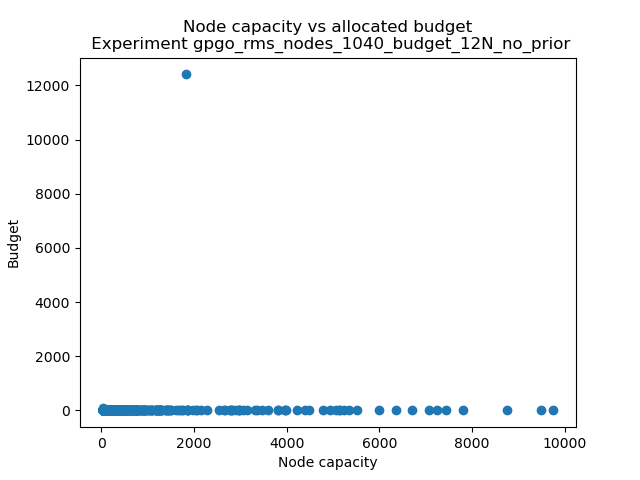 Node capacity vs allocated budget
Experiment gpgo_rms_nodes_1040_budget_12N_no_prior
12000
10000
8000
6000
4000
2000
0
Budget
0 2000 4000 6000 8000 10000
Node capacity